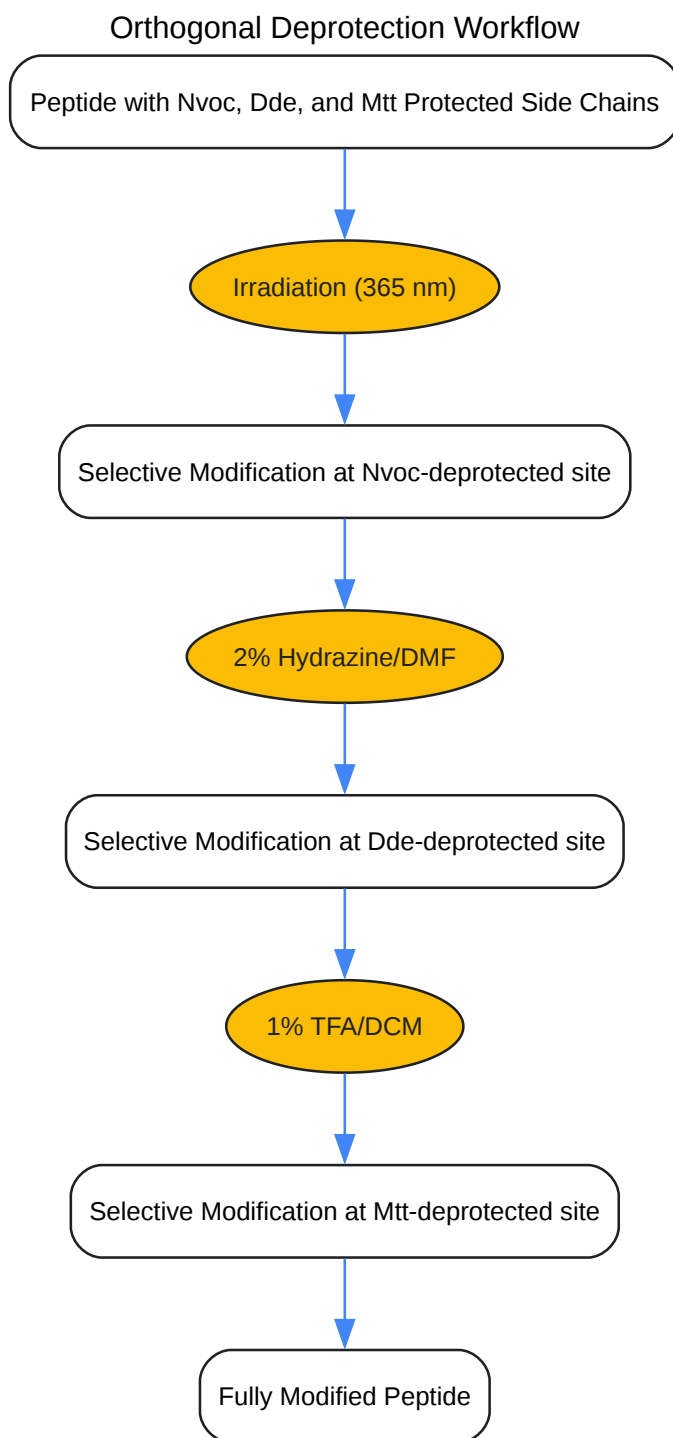 Orthogonal Deprotection Workflow
Peptide with Nvoc, Dde, and Mtt Protected Side Chains
Irradiation (365 nm)
Selective Modification at Nvoc-deprotected site
2% Hydrazine/DMF
Selective Modification at Dde-deprotected site
1% TFA/DCM
Selective Modification at Mtt-deprotected site
Fully Modified Peptide